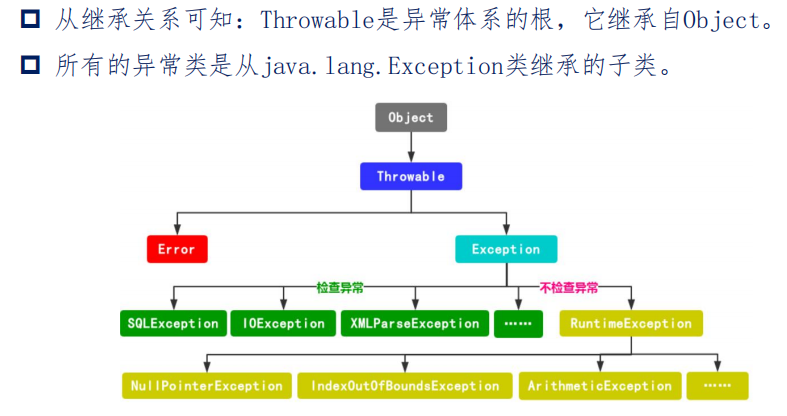 从继承关系可知：Throwable是异常体系的根，它继承自Object。
所有的异常类是从java.lang.Exception类继承的子类。
Object
Throwable
Error
Exception
检查异常
不检查异常
SQLException
IOException
XMLParseException
……
RuntimeException
NullPointerException
IndexOutOfBoundsException
ArithmeticException
……